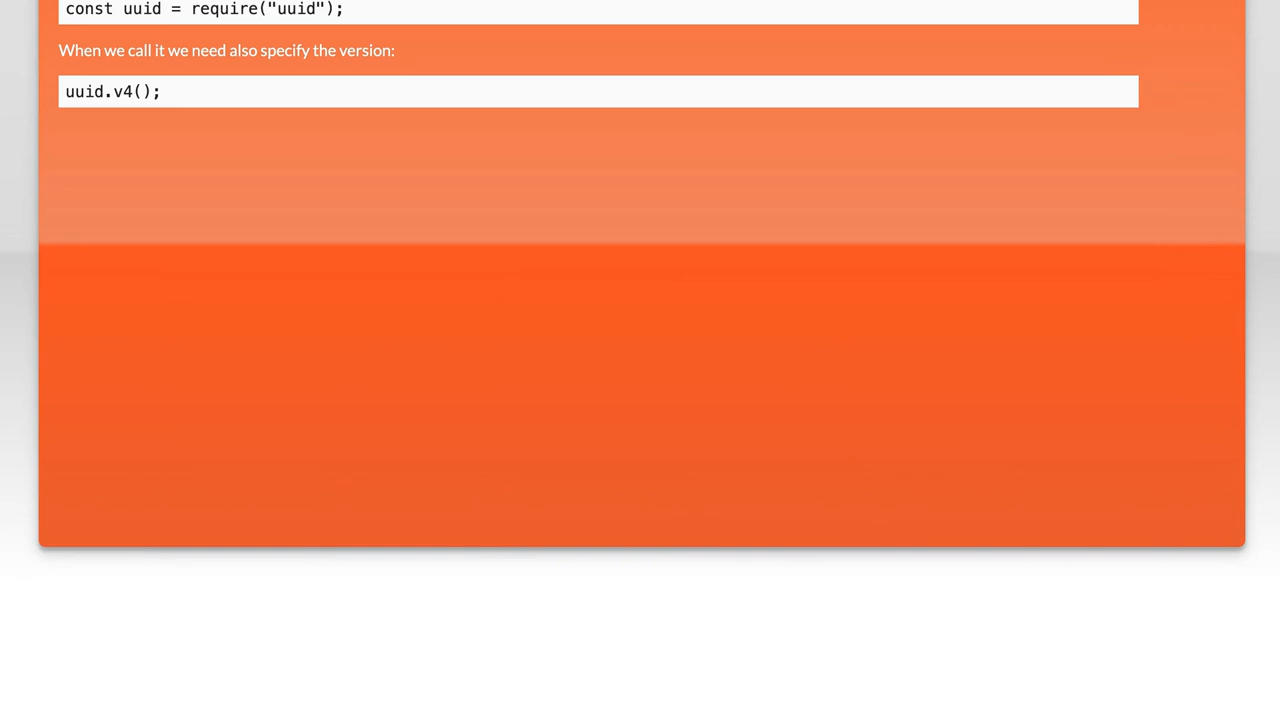 const uuid = require("uuid");
When we call it we need also specify the version:
uuid.v4();